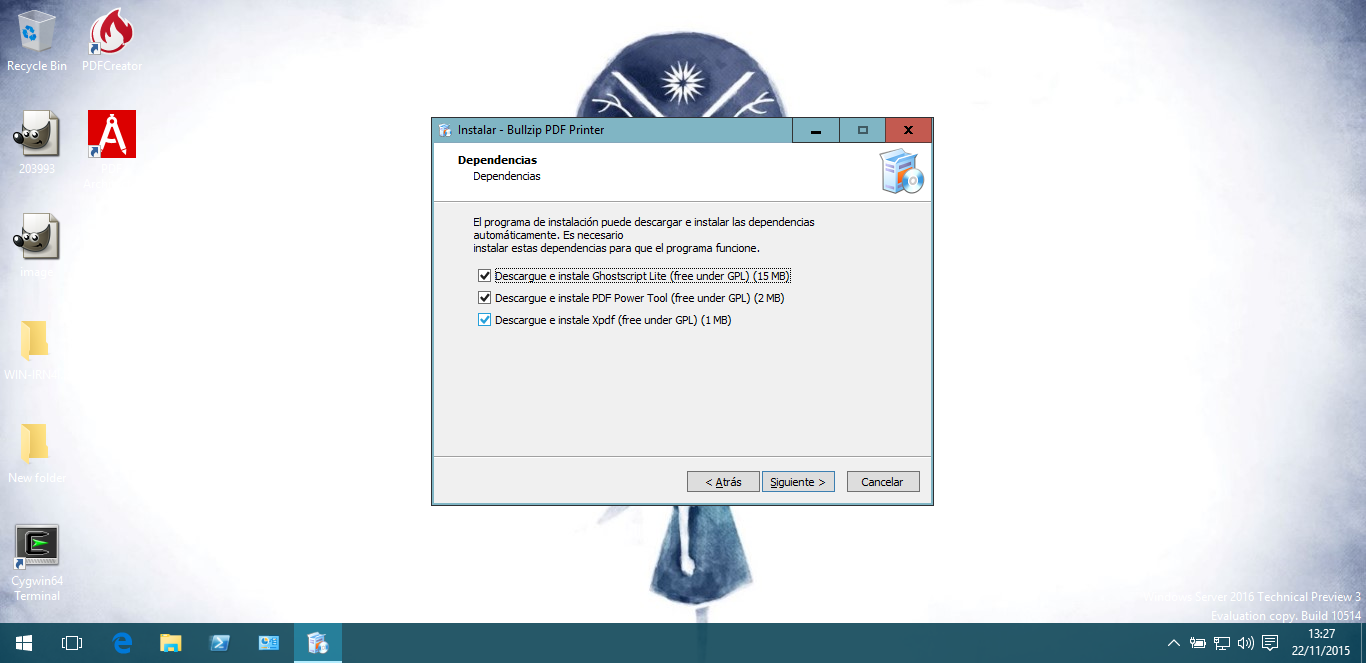 Recycle Bin
PDFCreator
203993
image
New folder
Cygwin64
Terminal
Instalar - Bullzip PDF Printer
Dependencias
Dependencias
El programa de instalación puede descargar e instalar las dependencias
automáticamente. Es necesario
instalar estas dependencias para que el programa funcione.
Descargue e instale Ghostscript Lite (free under GPL) (15 MB)
Descargue e instale PDF Power Tool (free under GPL) (2 MB)
Descargue e instale Xpdf (free under GPL) (1 MB)
< Atrás
Siguiente >
Cancelar
Windows Server 2016 Technical Preview 3
Evaluation copy. Build 10514
13:27
22/11/2015